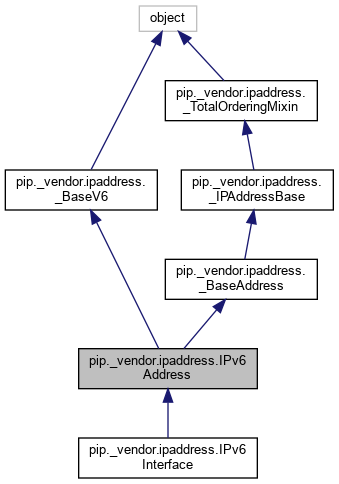 object
pip._vendor.ipaddress.
_TotalOrderingMixin
pip._vendor.ipaddress.
_BaseV6
pip._vendor.ipaddress.
_IPAddressBase
pip._vendor.ipaddress.
_BaseAddress
pip._vendor.ipaddress.IPv6
Address
pip._vendor.ipaddress.IPv6
Interface